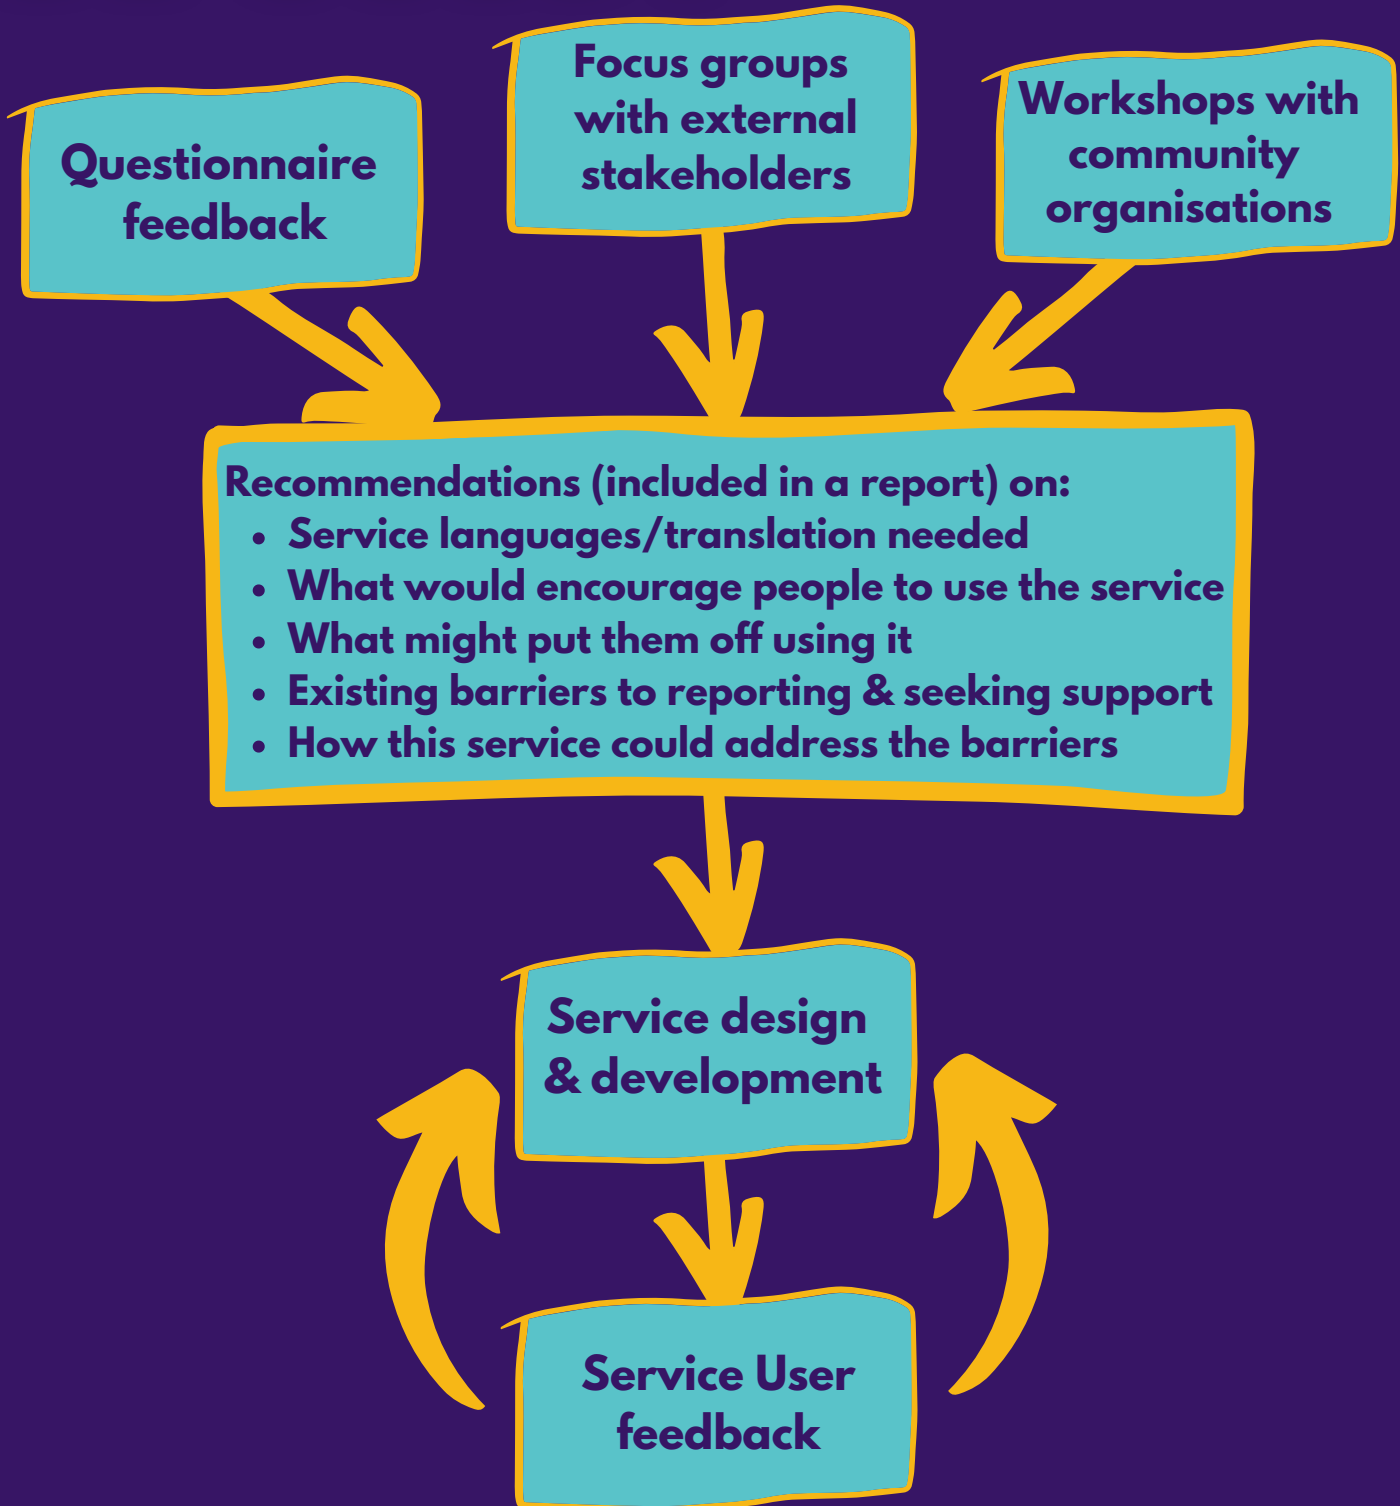 Questionnaire
feedback
Focus groups
with external
stakeholders
Workshops with
community
organisations
Recommendations (included in a report) on:
• Service languages/translation needed
• What would encourage people to use the service
• What might put them off using it
• Existing barriers to reporting & seeking support
• How this service could address the barriers
Service design
& development
Service User
feedback